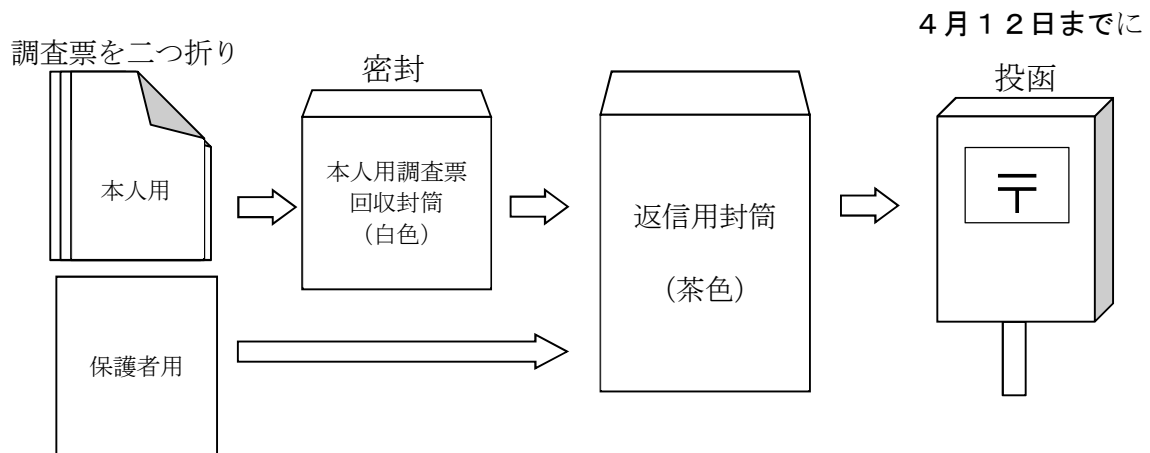 ４月１２日までに
調査票を二つ折り
密封
投函
本人用
本人用調査票
回収封筒
（白色）
返信用封筒
（茶色）
〒
保護者用